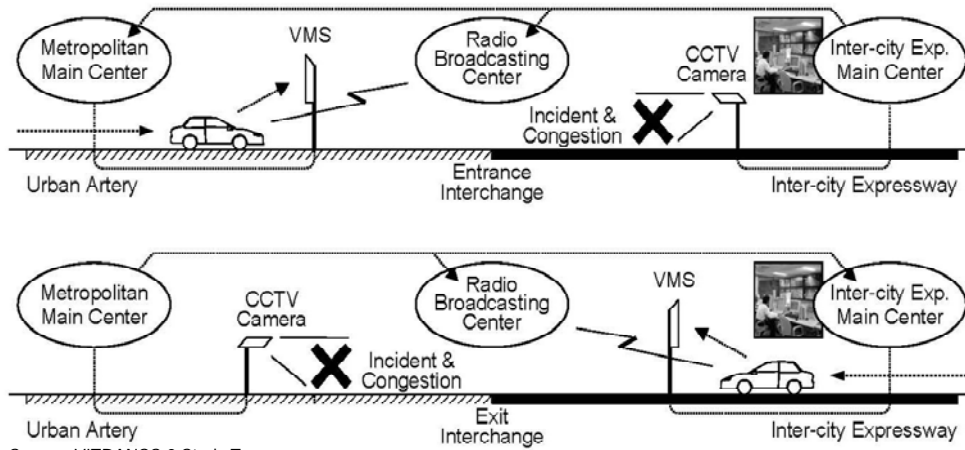 Metropolitan
Main Center
VMS
Radio
Broadcasting
Center
CCTV
Camera
Inter-city Exp.
Main Center
Incident &
Congestion
Urban Artery
Entrance
Interchange
Inter-city Expressway
Metropolitan
Main Center
CCTV
Camera
Radio
Broadcasting
Center
VMS
Inter-city Exp.
Main Center
Incident &
Congestion
Urban Artery
Exit
Interchange
Inter-city Expressway